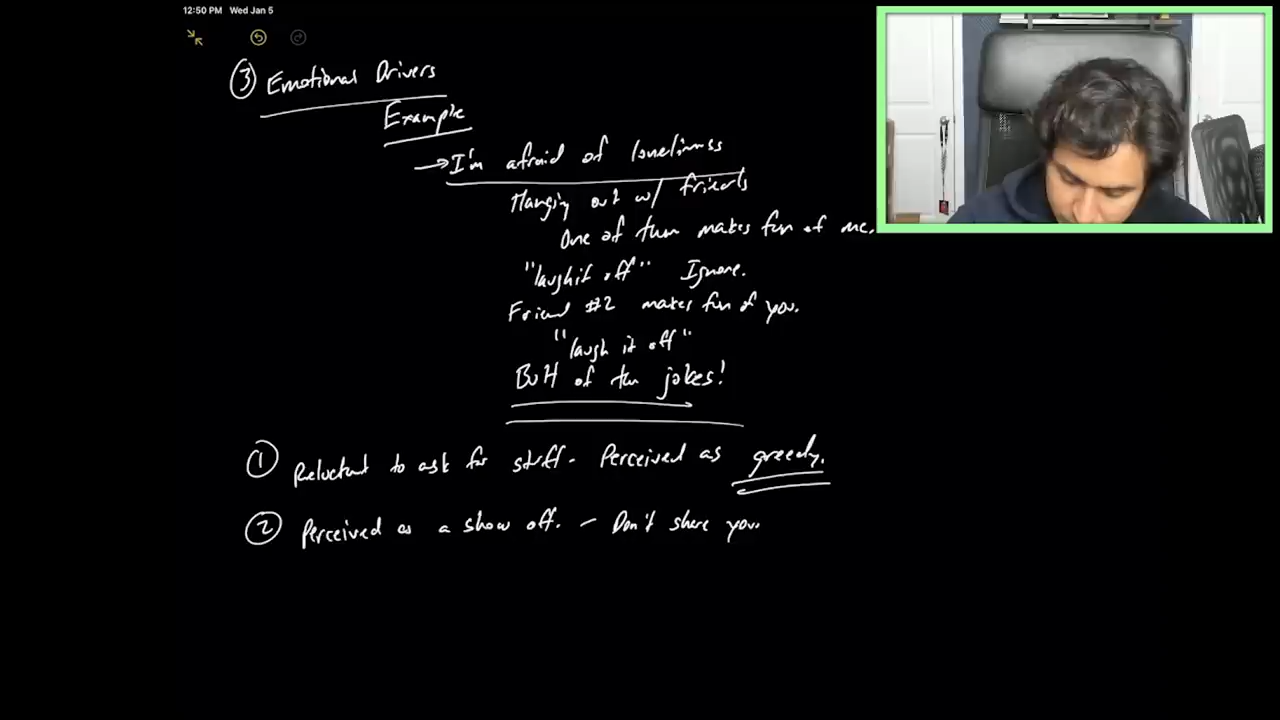 12:50 PM Wed Jan 5
③ Emotional Drivers
Example
→ I'm afraid of loneliness
Hanging out w/ friends
One of them makes fun of me.
"laugh it off" Ignore.
Friend #2 makes fun of you.
"laugh it off"
Butt of the jokes!
① Reluctant to ask for stuff. Perceived as greedy.
② Perceived as a show off. - Don't share you.